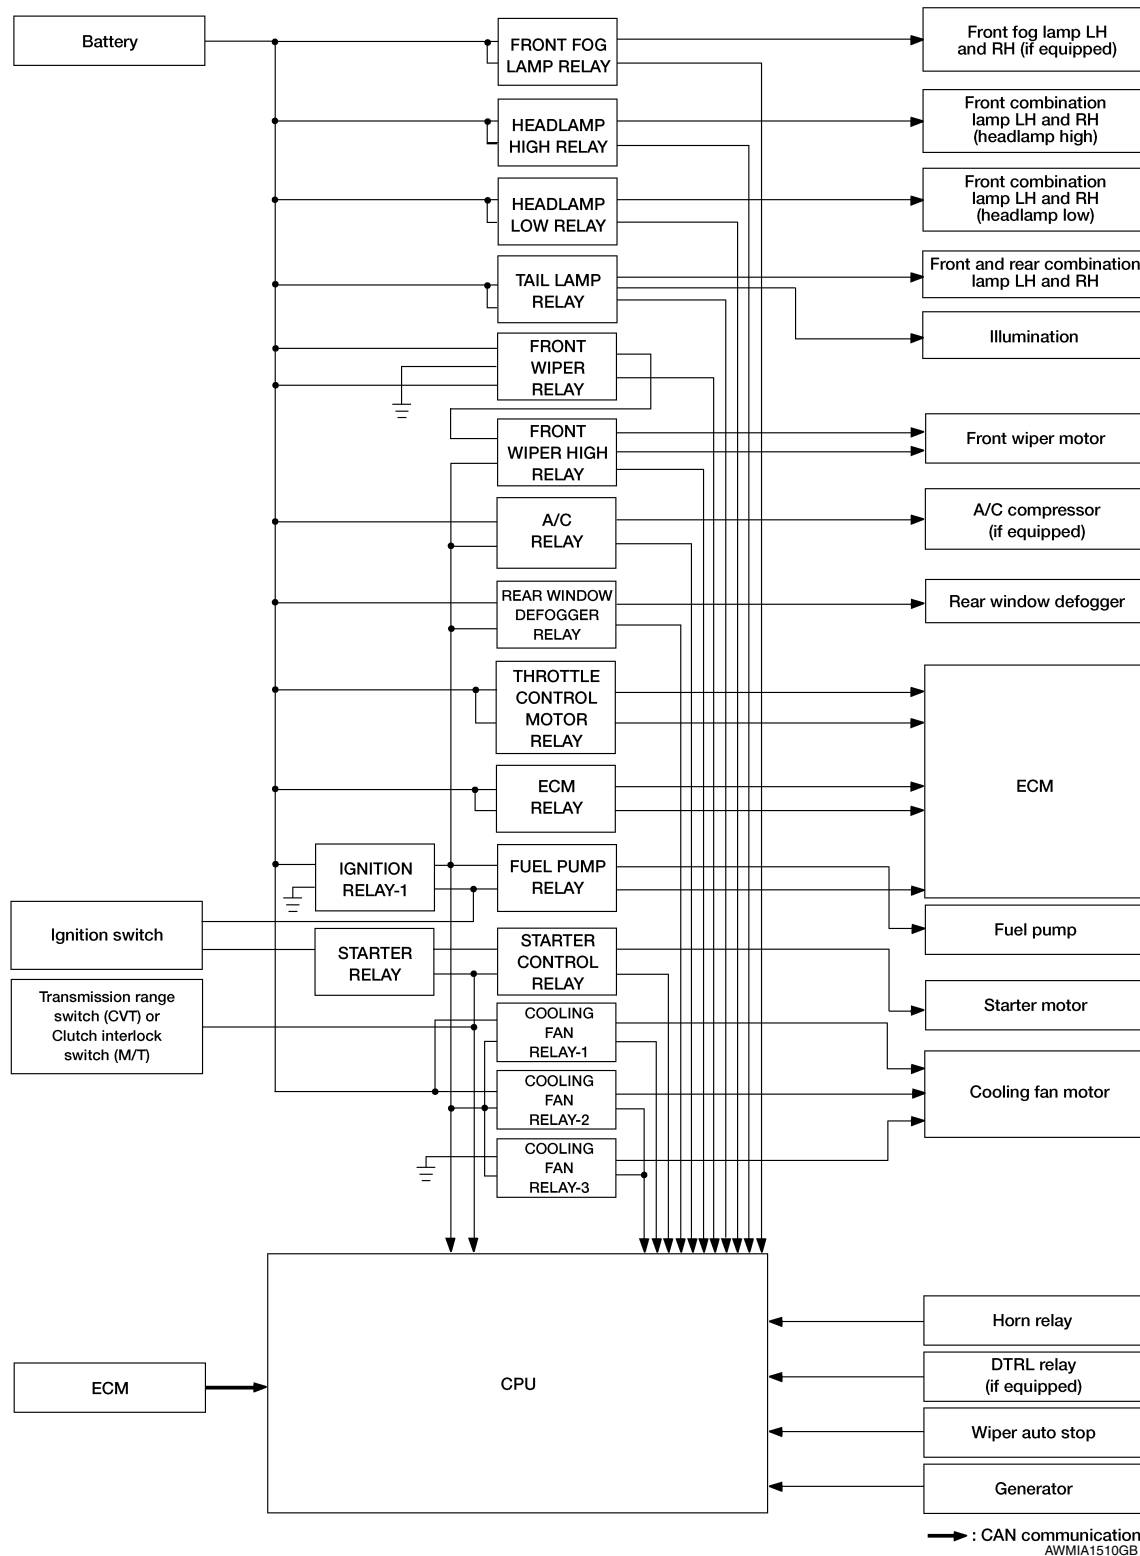 Battery
FRONT FOG
LAMP RELAY
Front fog lamp LH
and RH (if equipped)
HEADLAMP
HIGH RELAY
Front combination
lamp LH and RH
(headlamp high)
HEADLAMP
LOW RELAY
Front combination
lamp LH and RH
(headlamp low)
TAIL LAMP
RELAY
Front and rear combination
lamp LH and RH
Illumination
FRONT
WIPER
RELAY
FRONT
WIPER HIGH
RELAY
Front wiper motor
A/C
RELAY
A/C compressor
(if equipped)
REAR WINDOW
DEFOGGER
RELAY
Rear window defogger
THROTTLE
CONTROL
MOTOR
RELAY
ECM
RELAY
ECM
IGNITION
RELAY-1
FUEL PUMP
RELAY
Ignition switch
Fuel pump
STARTER
RELAY
STARTER
CONTROL
RELAY
Starter motor
Transmission range
switch (CVT) or
Clutch interlock
switch (M/T)
COOLING
FAN
RELAY-1
COOLING
FAN
RELAY-2
Cooling fan motor
COOLING
FAN
RELAY-3
Horn relay
ECM
CPU
DTRL relay
(if equipped)
Wiper auto stop
Generator
: CAN communication
AWMIA1510GB